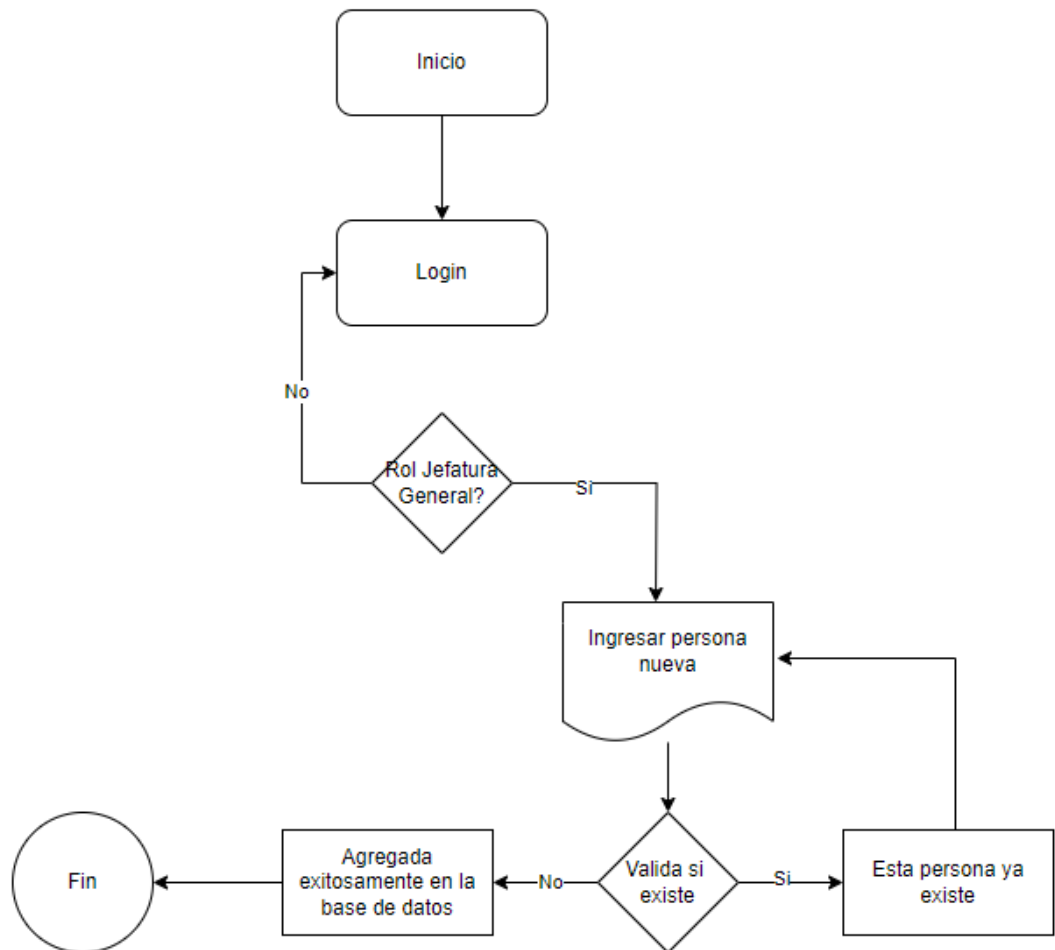 Inicio
Login
No
Rol Jefatura
General?
Si
Ingresar persona
nueva
Fin
Agregada
exitosamente en la
base de datos
No
Valida si
existe
Si
Esta persona ya
existe